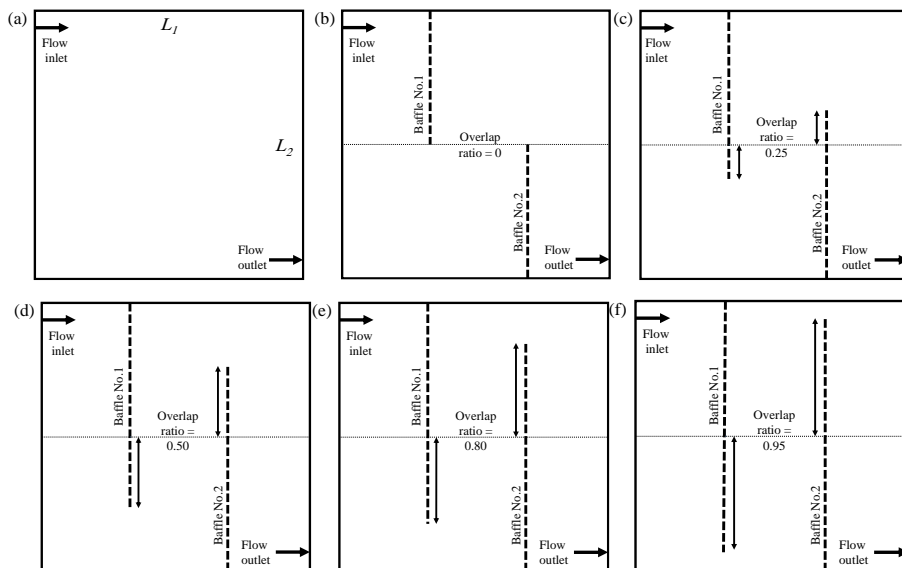 (a)
L1
Flow
inlet
L2
Flow
outlet
(b)
Flow
inlet
Baffle No.1
Overlap
ratio = 0
Baffle No.2
Flow
outlet
(c)
Flow
inlet
Baffle No.1
Overlap
ratio =
0.25
Baffle No.2
Flow
outlet
(d)
Flow
inlet
Baffle No.1
Overlap
ratio =
0.50
Baffle No.2
Flow
outlet
(e)
Flow
inlet
Baffle No.1
Overlap
ratio =
0.80
Baffle No.2
Flow
outlet
(f)
Flow
inlet
Baffle No.1
Overlap
ratio =
0.95
Baffle No.2
Flow
outlet